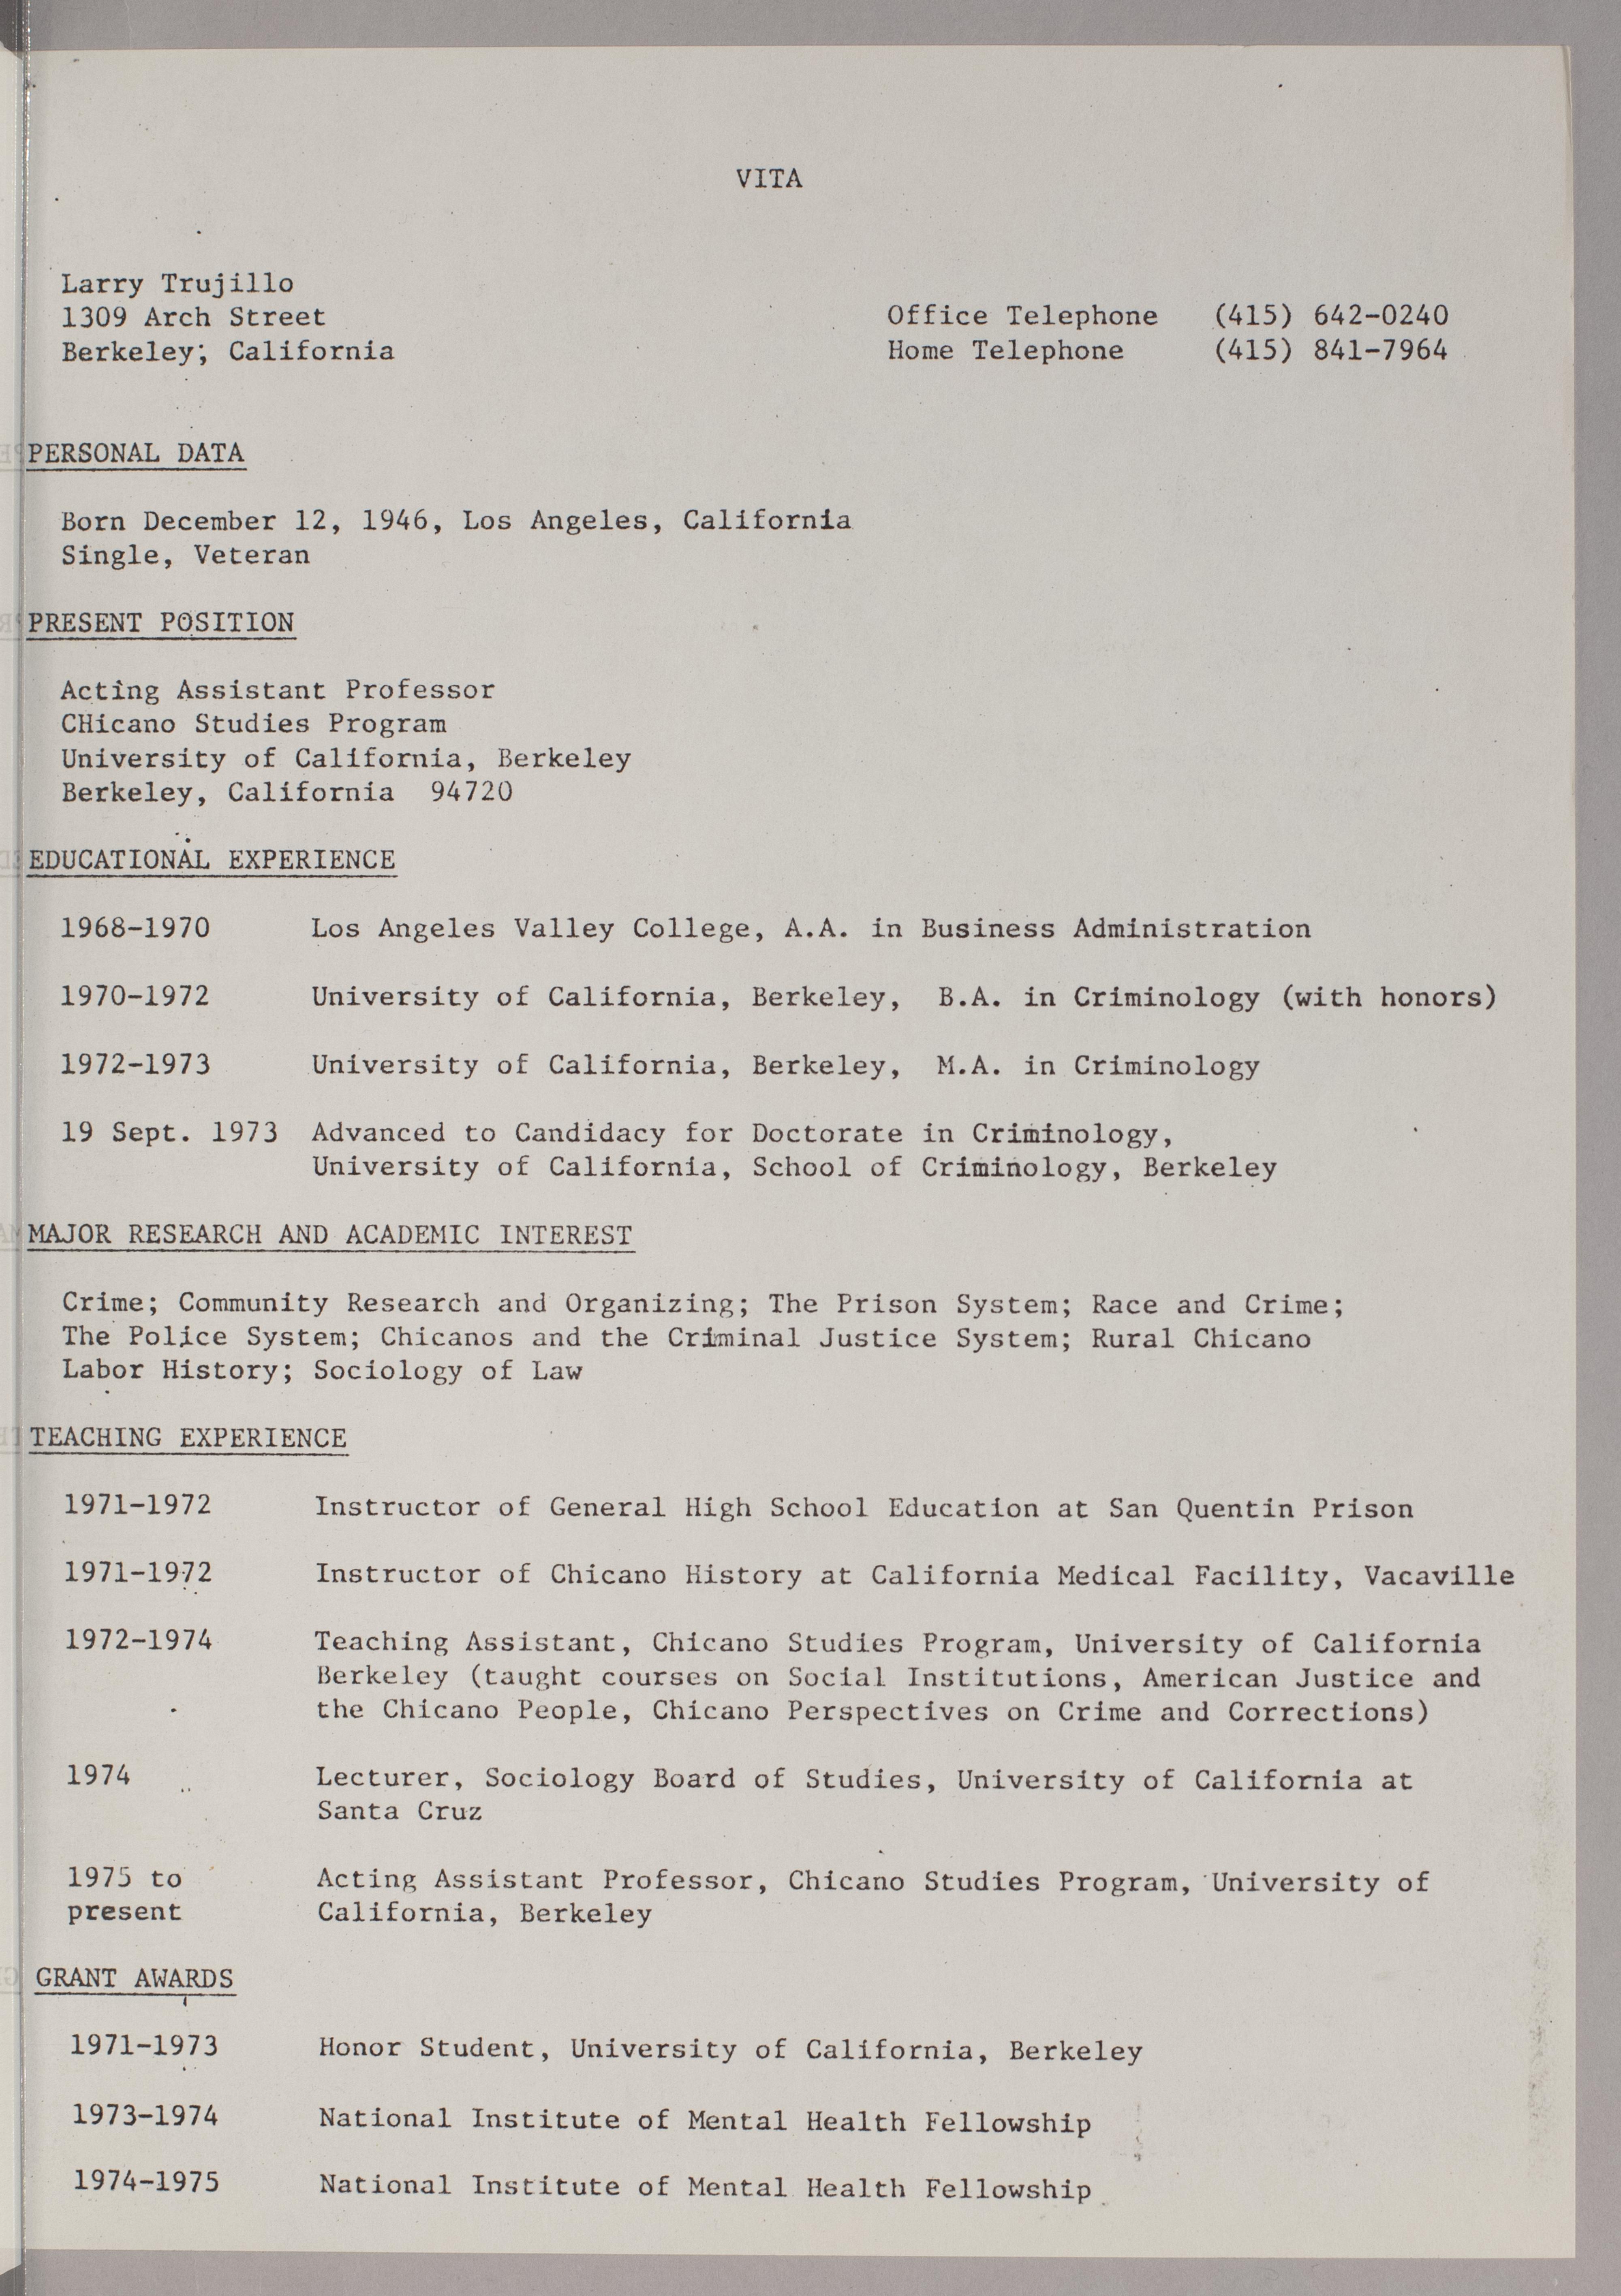 VITA
Larry Trujillo
1309 Arch Street
Office Telephone (415) 642-0240
Berkeley; California
Home Telephone (415) 841-7964
PERSONAL DATA
Born December 12, 1946, Los Angeles, California
Single, Veteran
PRESENT POSITION
Acting Assistant Professor
CHicano Studies Program
University of California, Berkeley
Berkeley, California 94720
EDUCATIONAL EXPERIENCE
1968-1970 Los Angeles Valley College, A.A. in Business Administration
1970-1972 University of California, Berkeley, B.A. in Criminology (with honors)
1972-1973 University of California, Berkeley, M.A. in Criminology
19 Sept. 1973 Advanced to Candidacy for Doctorate in Criminology,
University of California, School of Criminology, Berkeley
MAJOR RESEARCH AND ACADEMIC INTEREST
Crime; Community Research and Organizing; The Prison System; Race and Crime;
The Police System; Chicanos and the Criminal Justice System; Rural Chicano
Labor History; Sociology of Law
TEACHING EXPERIENCE
1971-1972 Instructor of General High School Education at San Quentin Prison
1971-1972 Instructor of Chicano History at California Medical Facility, Vacaville
1972-1974 Teaching Assistant, Chicano Studies Program, University of California
Berkeley (taught courses on Social Institutions, American Justice and
the Chicano People, Chicano Perspectives on Crime and Corrections)
1974 Lecturer, Sociology Board of Studies, University of California at
Santa Cruz
1975 to Acting Assistant Professor, Chicano Studies Program, University of
present California, Berkeley
GRANT AWARDS
1971-1973 Honor Student, University of California, Berkeley
1973-1974 National Institute of Mental Health Fellowship
1974-1975 National Institute of Mental Health Fellowship